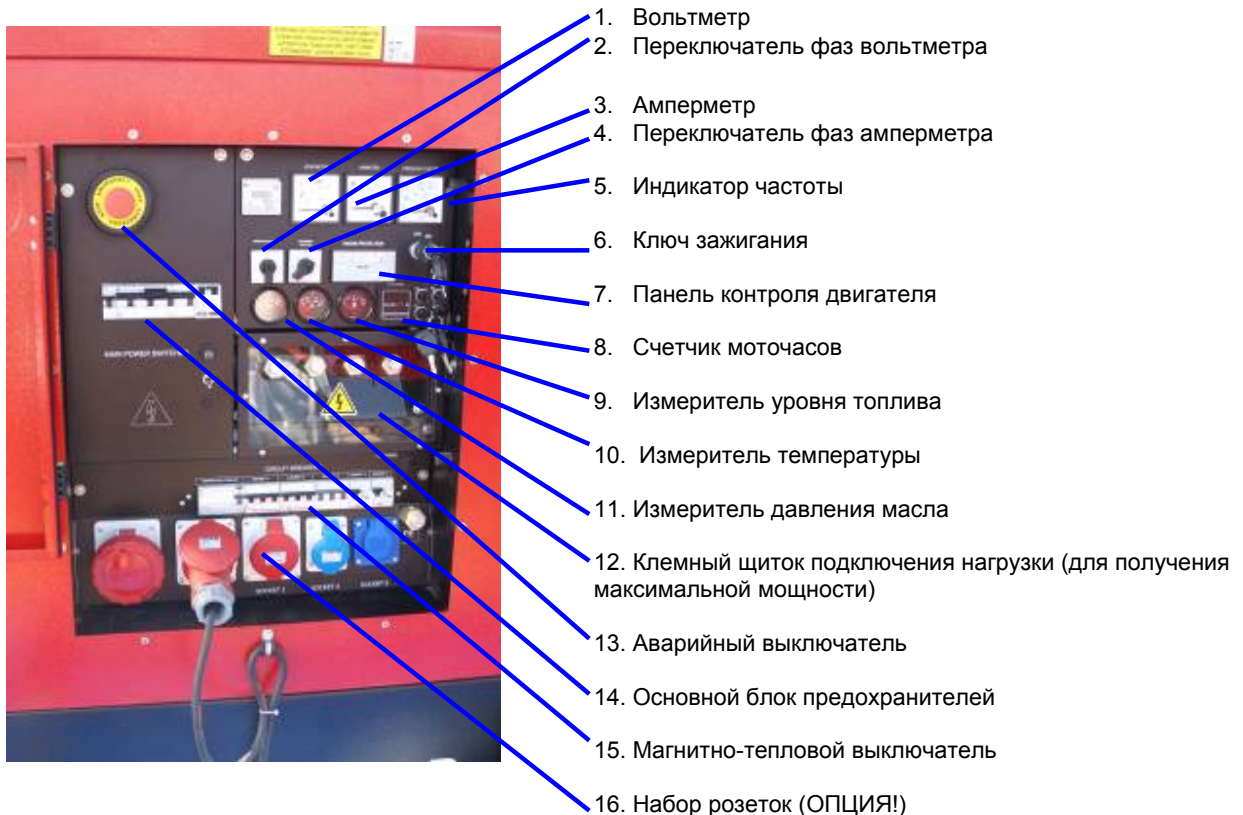 1. Вольтметр
2. Переключатель фаз вольтметра
3. Амперметр
4. Переключатель фаз амперметра
5. Индикатор частоты
6. Ключ зажигания
7. Панель контроля двигателя
8. Счетчик моточасов
9. Измеритель уровня топлива
10. Измеритель температуры
11. Измеритель давления масла
12. Клемный щиток подключения нагрузки (для получения
максимальной мощности)
13. Аварийный выключатель
14. Основной блок предохранителей
15. Магнитно-тепловой выключатель
16. Набор розеток (ОПЦИЯ!)
MAIN POWER SWITCH